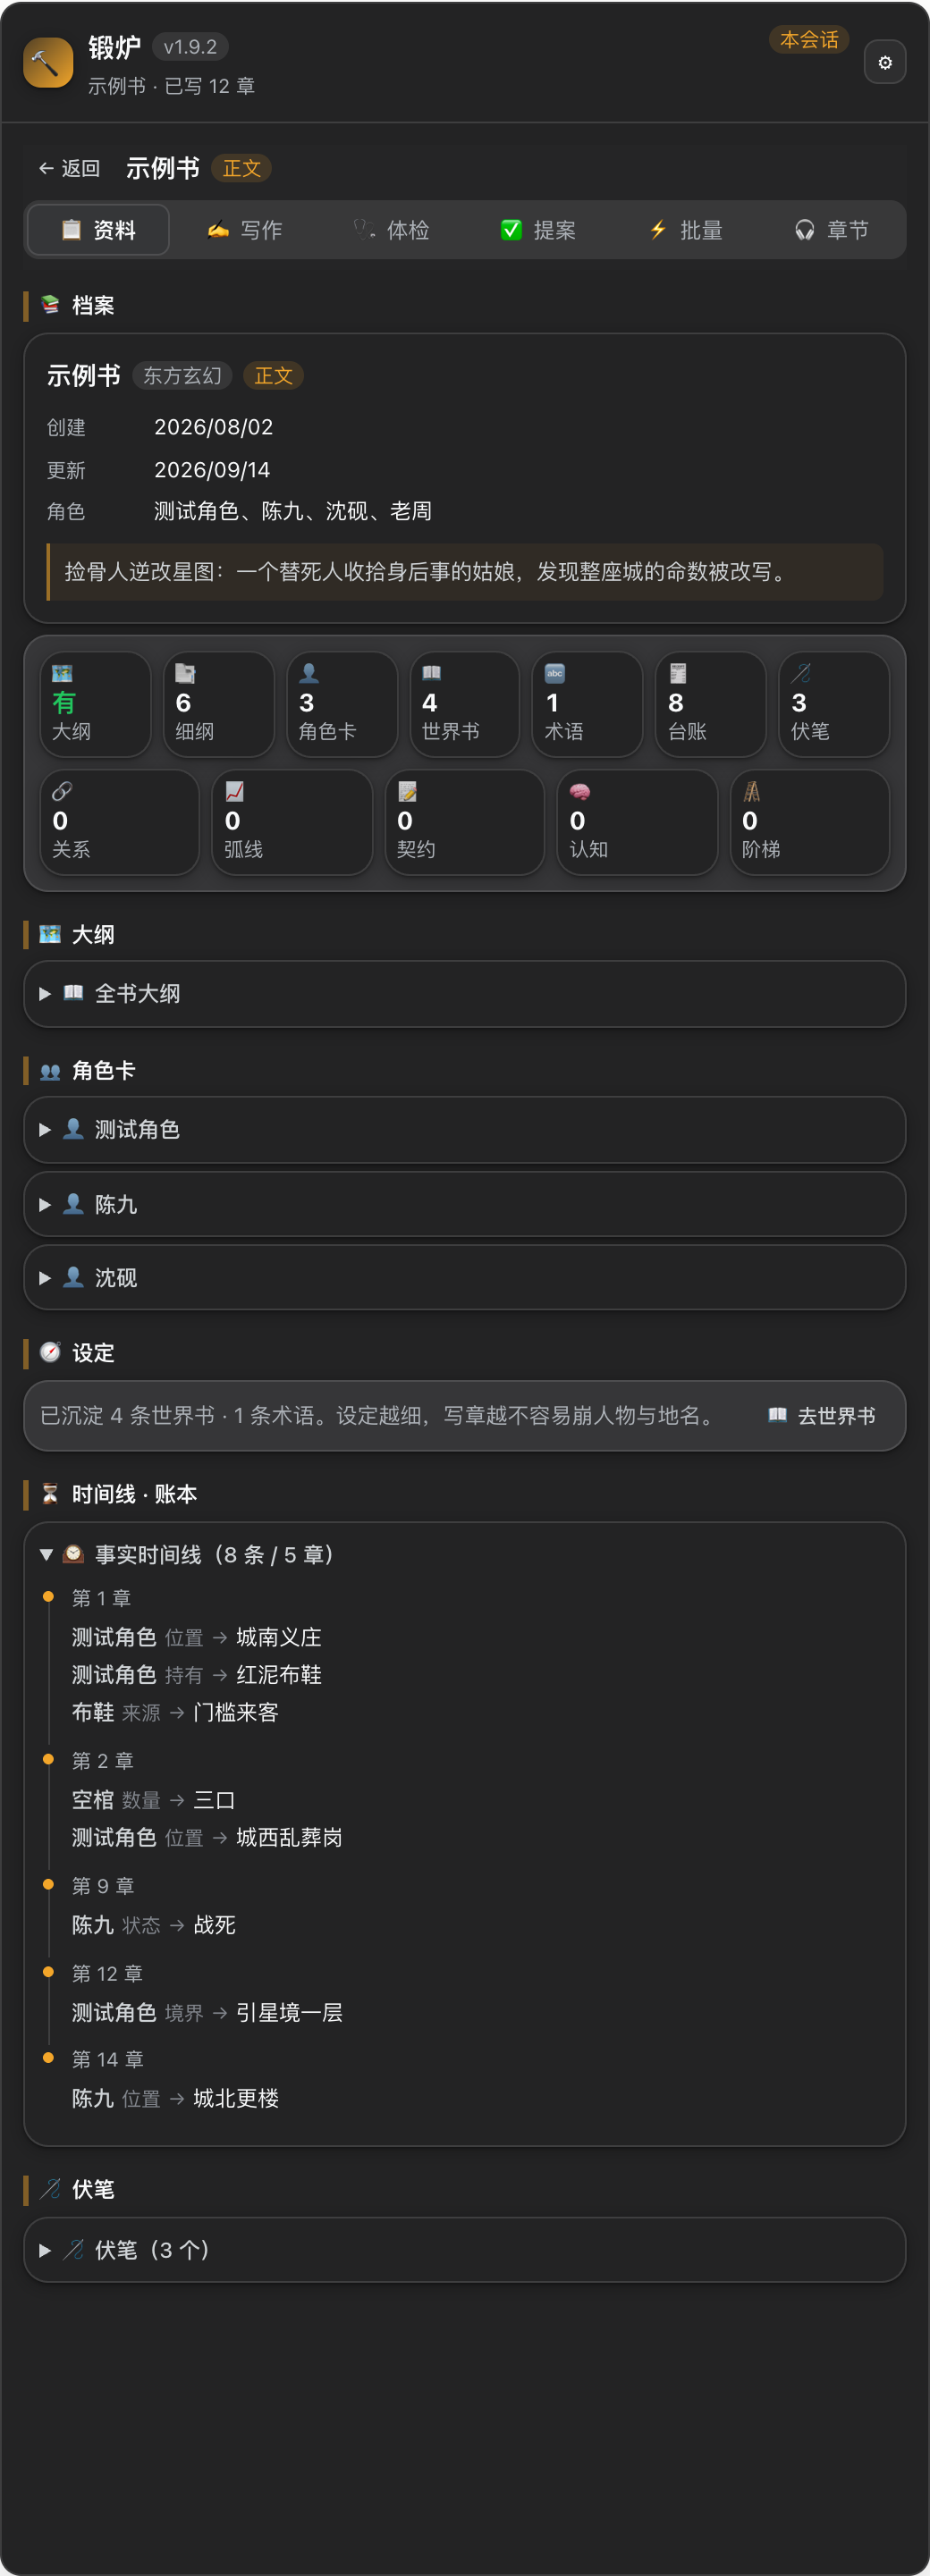 锻炉 v1.9.2
本会话
示例书 · 已写 12 章
← 返回 示例书 正文
资料 写作 体检 提案 批量 章节
档案
示例书 东方玄幻 正文
创建 2026/08/02
更新 2026/09/14
角色 测试角色、陈九、沈砚、老周
捡骨人逆改星图：一个替死人收拾身后事的姑娘，发现整座城的命数被改写。
有 6 3 4 1 8 3
大纲 细纲 角色卡 世界书 术语 台账 伏笔
0 0 0 0 0
关系 弧线 契约 认知 阶梯
大纲
全书大纲
角色卡
测试角色
陈九
沈砚
设定
已沉淀 4 条世界书 · 1 条术语。设定越细，写章越不容易崩人物与地名。 去世界书
时间线 · 账本
事实时间线（8 条 / 5 章）
第 1 章
测试角色 位置 → 城南义庄
测试角色 持有 → 红泥布鞋
布鞋 来源 → 门槛来客
第 2 章
空棺 数量 → 三口
测试角色 位置 → 城西乱葬岗
第 9 章
陈九 状态 → 战死
第 12 章
测试角色 境界 → 引星境一层
第 14 章
陈九 位置 → 城北更楼
伏笔
伏笔（3 个）